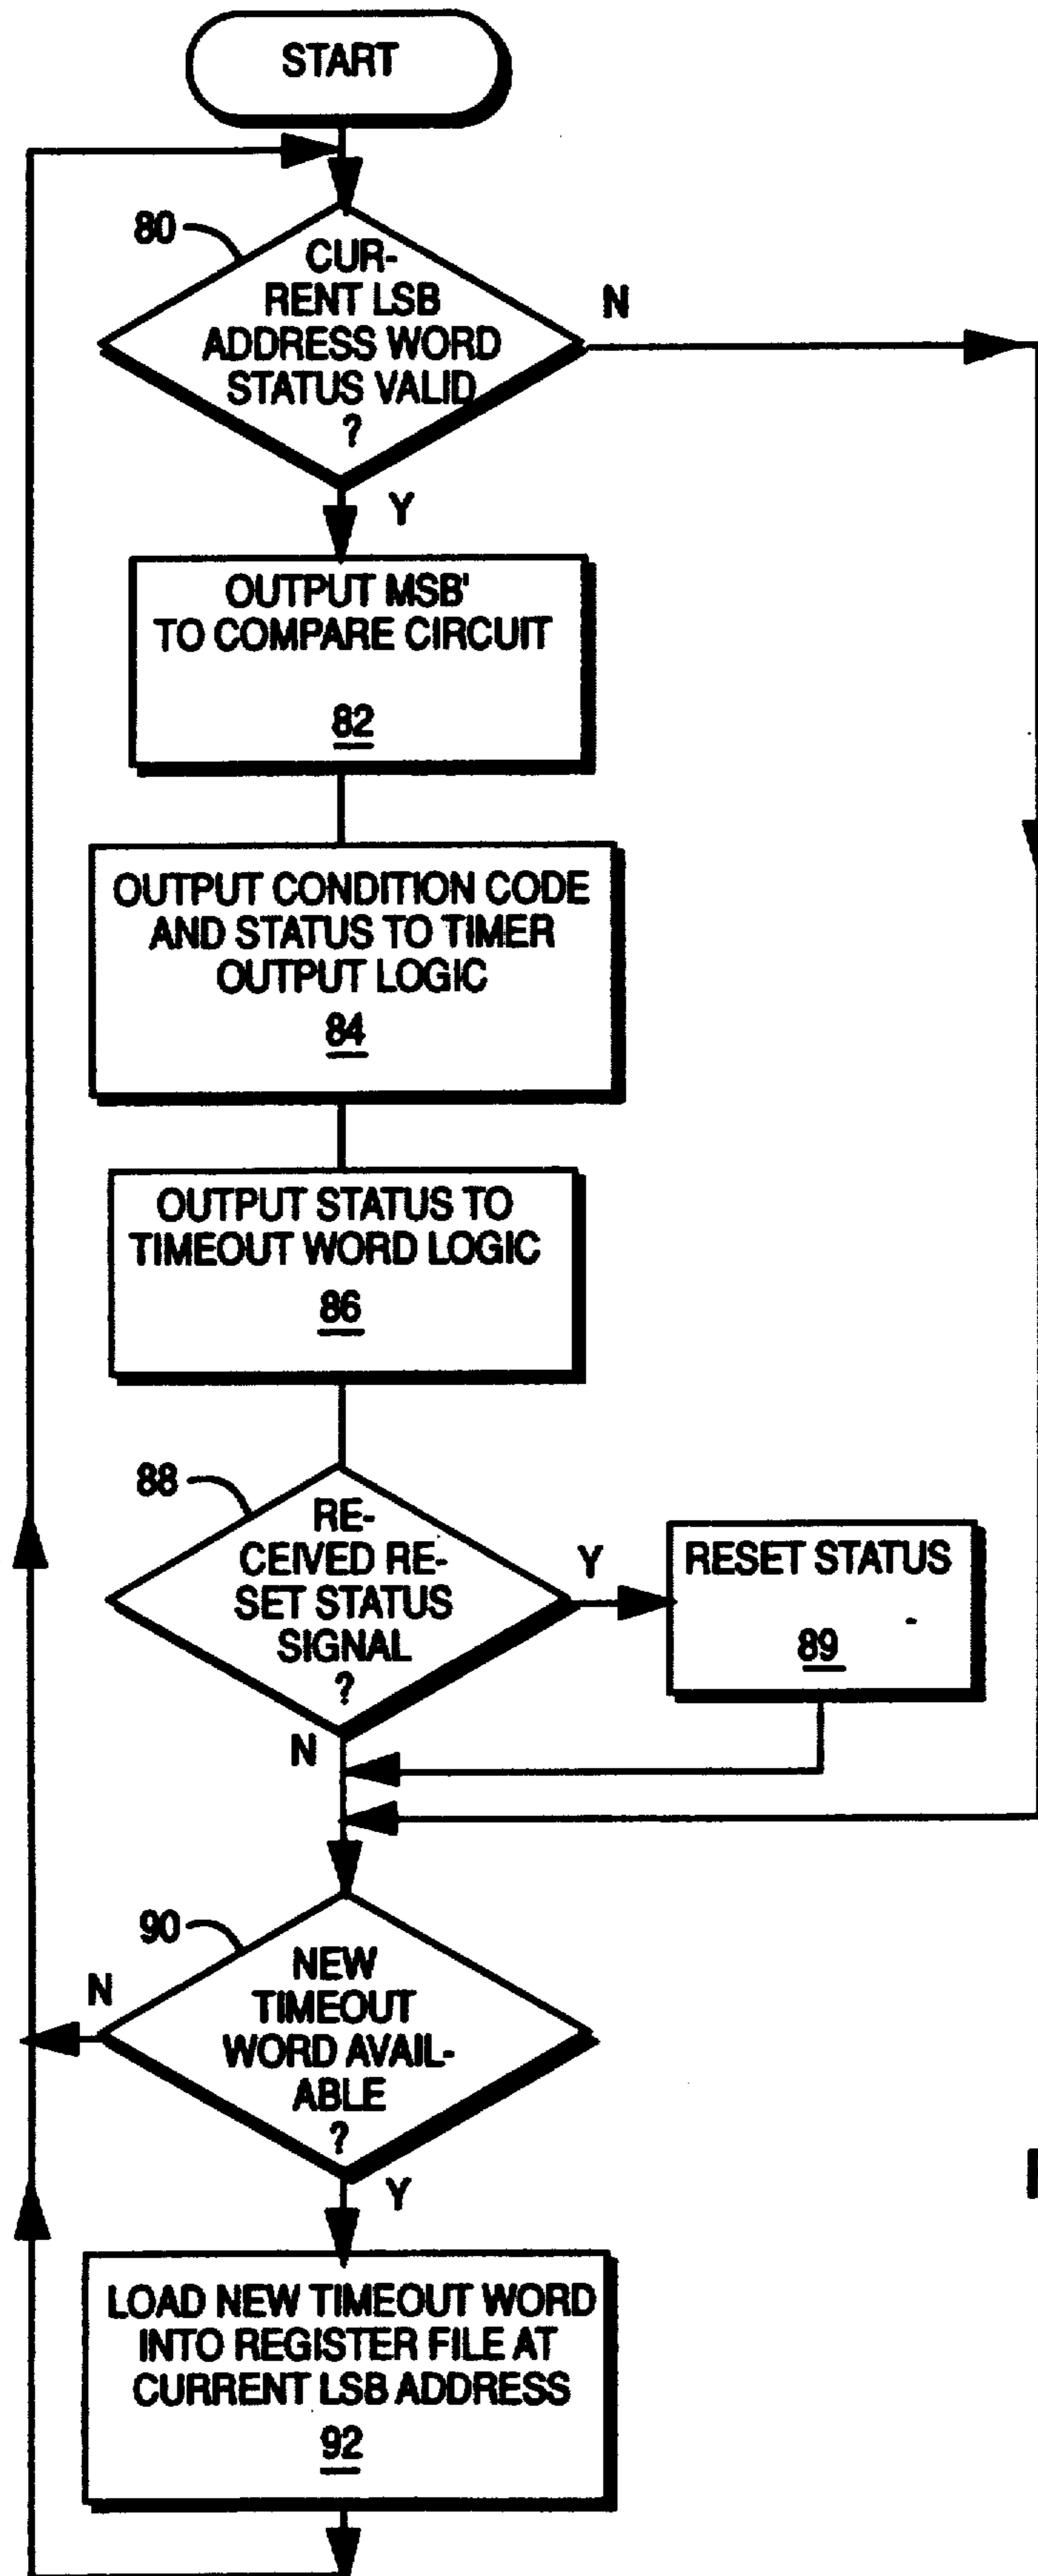 START
80
CUR-
RENT LSB
ADDRESS WORD
STATUS VALID
?
N
Y
OUTPUT MSB'
TO COMPARE CIRCUIT
82
OUTPUT CONDITION CODE
AND STATUS TO TIMER
OUTPUT LOGIC
84
OUTPUT STATUS TO
TIMEOUT WORD LOGIC
86
88
RE-
CEIVED RE-
SET STATUS
SIGNAL
?
Y
RESET STATUS
89
N
90
NEW
TIMEOUT
WORD AVAIL-
ABLE
?
N
Y
LOAD NEW TIMEOUT WORD
INTO REGISTER FILE AT
CURRENT LSB ADDRESS
92